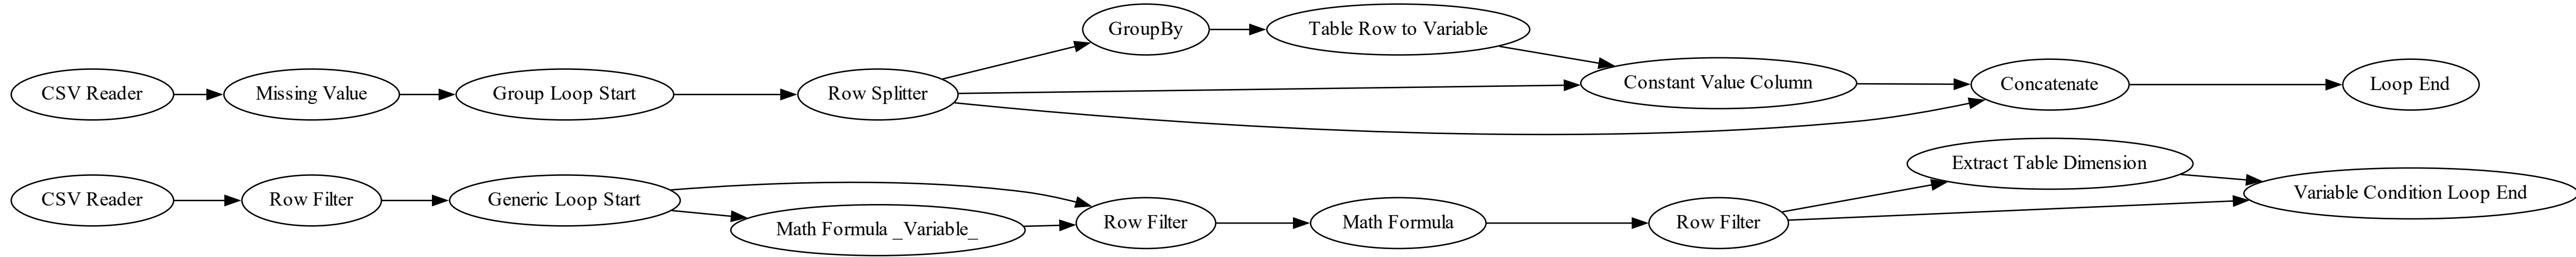 GroupBy
Table Row to Variable
CSV Reader
Missing Value
Group Loop Start
Row Splitter
Constant Value Column
Concatenate
Loop End
CSV Reader
Row Filter
Generic Loop Start
Math Formula _Variable_
Row Filter
Math Formula
Row Filter
Extract Table Dimension
Variable Condition Loop End